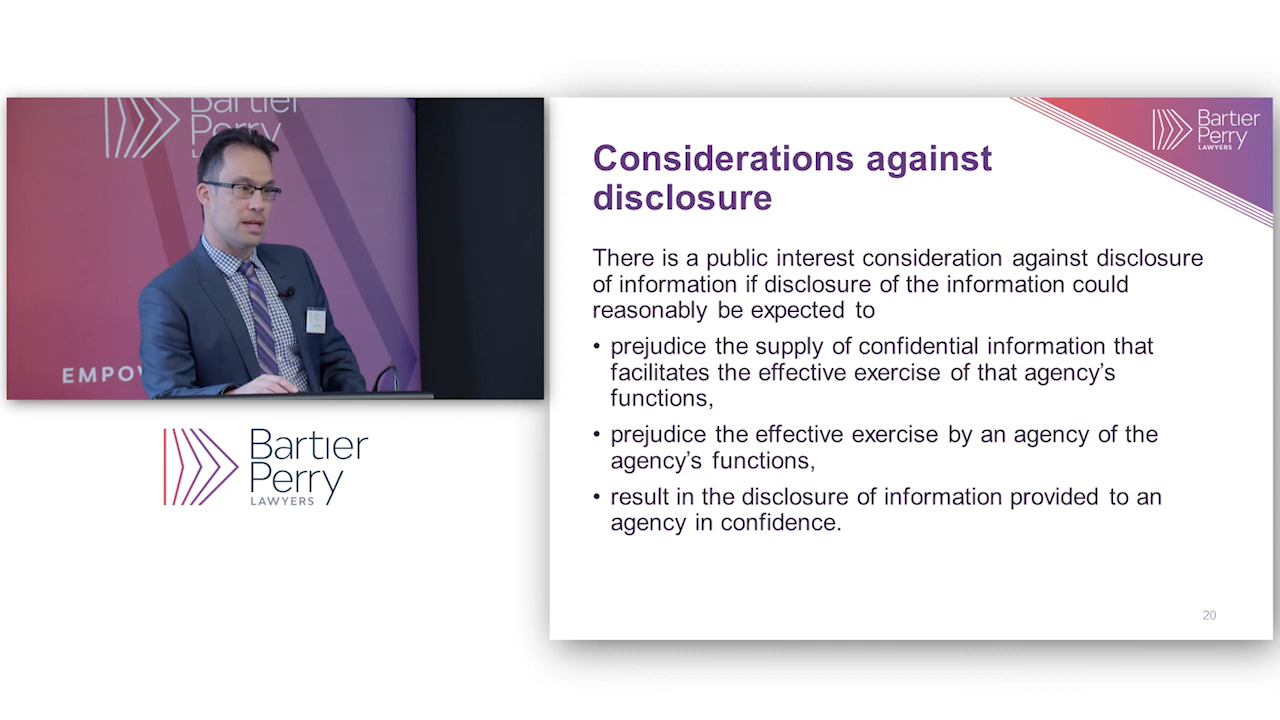 Bartier
Perry
EMPOW
Bartier
Perry
LAWYERS
Bartier
Perry
LAWYERS
Considerations against
disclosure
There is a public interest consideration against disclosure
of information if disclosure of the information could
reasonably be expected to
• prejudice the supply of confidential information that
facilitates the effective exercise of that agency’s
functions,
• prejudice the effective exercise by an agency of the
agency’s functions,
• result in the disclosure of information provided to an
agency in confidence.
20